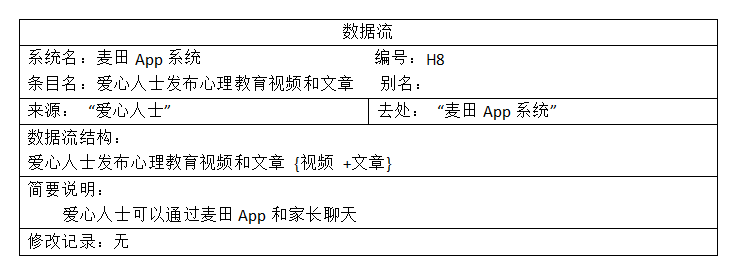 数据流
系统名：麦田 App 系统 编号：H8
条目名：爱心人士发布心理教育视频和文章 别名：
来源： “爱心人士” 去处： “麦田 App 系统”
数据流结构：
爱心人士发布心理教育视频和文章 {视频 +文章}
简要说明：
爱心人士可以通过麦田 App 和家长聊天
修改记录：无